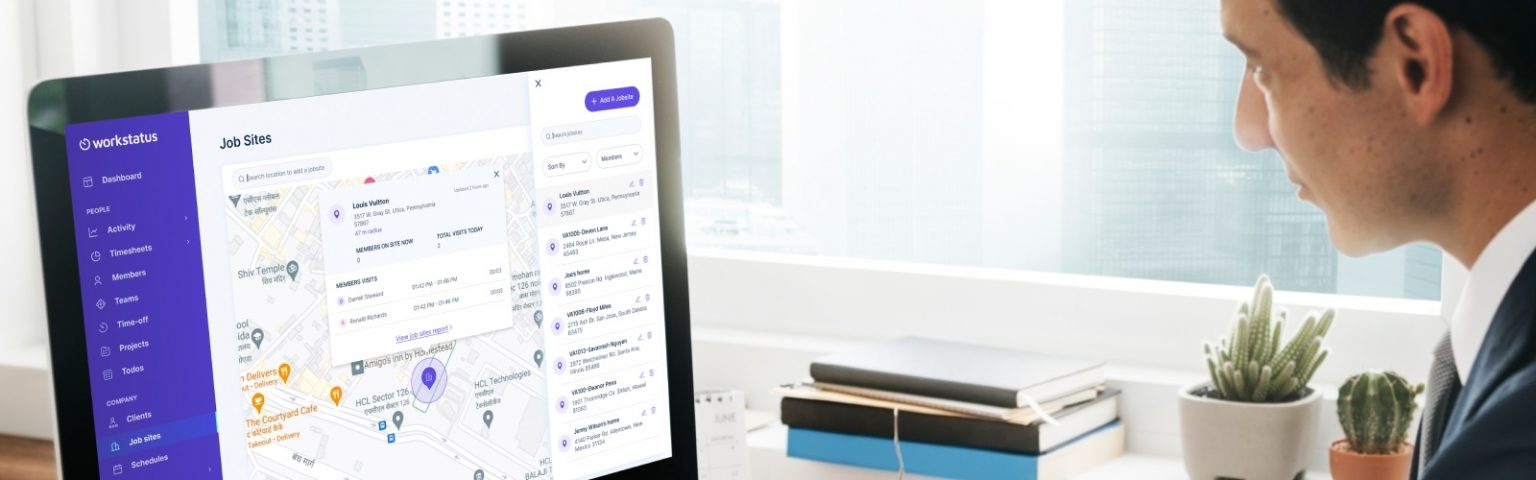 workstatus
Dashboard
PEOPLE
Activity
Timesheets
Members
Teams
Time-off
Projects
Todos
COMPANY
Clients
Job sites
Schedules
Job Sites
Search location to add a jobsite
Louis Vuitton
Updated 2 hours ago
3517 W. Gray St. Utica, Pennsylvania
57867
47 m radius
MEMBERS ON SITE NOW
0
TOTAL VISITS TODAY
2
MEMBERS VISITS
Darrell Steward 01:42 PM - 01:46 PM 00:03
Ronald Richards 01:42 PM - 01:46 PM 00:03
View job sites report >
Shiv Temple
शिव मंदिर
Amigo's Inn by Homestead
HCL Sector 126
HCL Technologies
The Courtyard Cafe
Takeout - Delivery
HCL
BALAJI
+ Add A Jobsite
Search jobsites
Sort By
Members
Louis Vuitton
3517 W. Gray St. Utica, Pennsylvania
57867
VA1005-Devon Lane
2464 Royal Ln. Mesa, New Jersey
45463
Joe's home
8502 Preston Rd. Inglewood, Maine
98380
VA1008-Floyd Miles
2715 Ash Dr. San Jose, South Dakota
83475
VA1013-Savannah Nguyen
2972 Westheimer Rd. Santa Ana,
Illinois 85486
VA100-Eleanor Pena
1901 Thornridge Cir. Shiloh, Hawaii
81063
Jenny Wilson's home
4140 Parker Rd. Allentown, New
Mexico 31134
JUNE